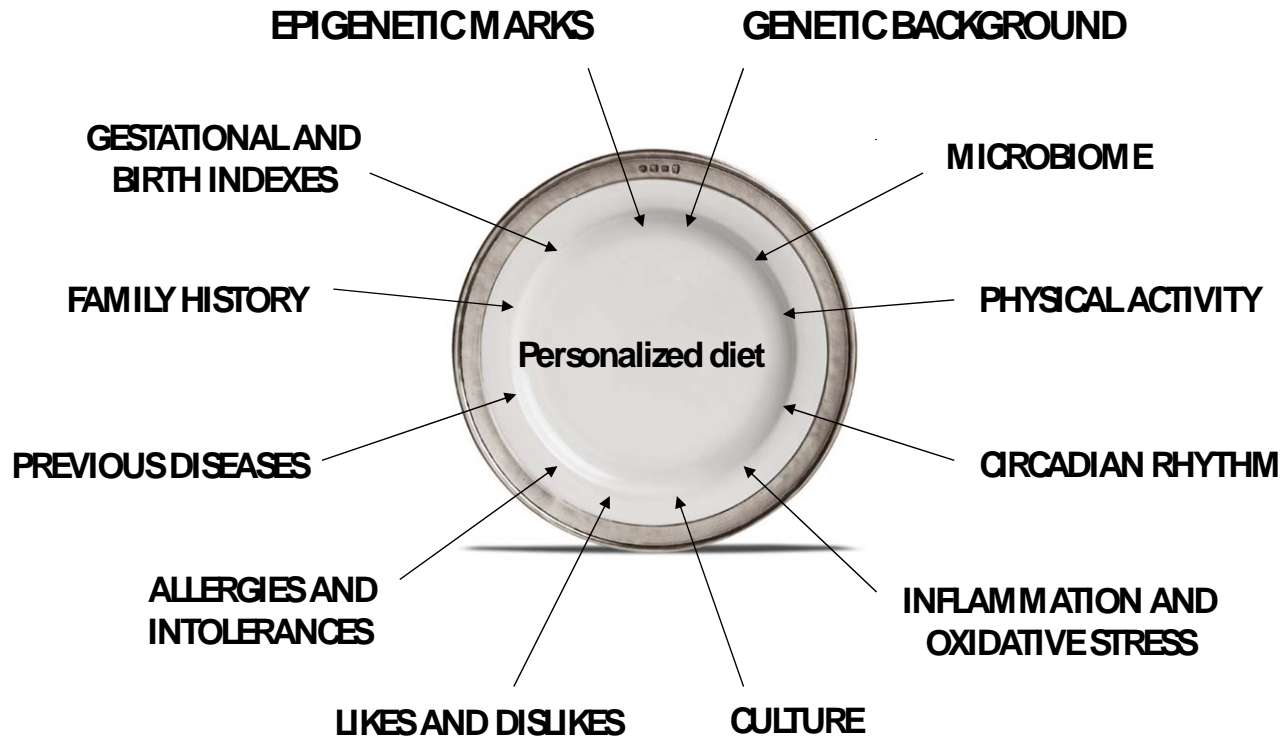 EPIGENETIC MARKS
GENETIC BACKGROUND
GESTATIONAL AND
BIRTH INDEXES
MICROBIOME
FAMILY HISTORY
PHYSICAL ACTIVITY
Personalized diet
PREVIOUS DISEASES
CIRCADIAN RHYTHM
ALLERGIES AND
INTOLERANCES
INFLAMMATION AND
OXIDATIVE STRESS
LIKES AND DISLIKES
CULTURE